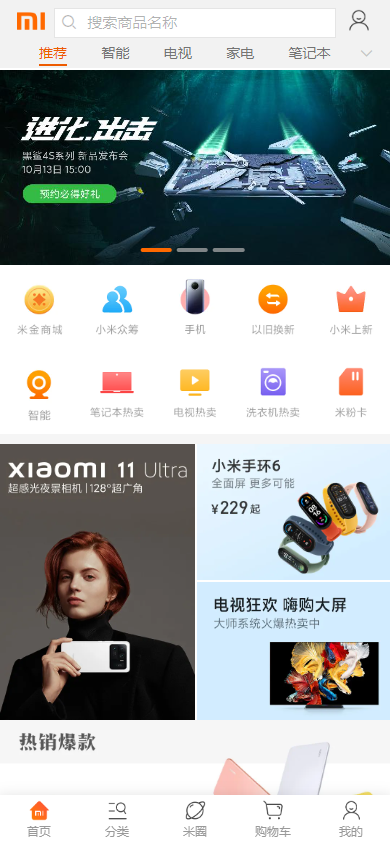 mi
搜索商品名称
推荐 智能 电视 家电 笔记本
进化,出击
黑鲨4S系列 新品发布会
10月13日 15:00
预约必得好礼
米金商城 小米众筹 手机 以旧换新 小米上新
智能 笔记本热卖 电视热卖 洗衣机热卖 米粉卡
xiaomi 11 Ultra
超感光夜景相机 | 128°超广角
小米手环6
全面屏 更多可能
¥229起
电视狂欢 嗨购大屏
大师系统火爆热卖中
热销爆款
首页 分类 米圈 购物车 我的